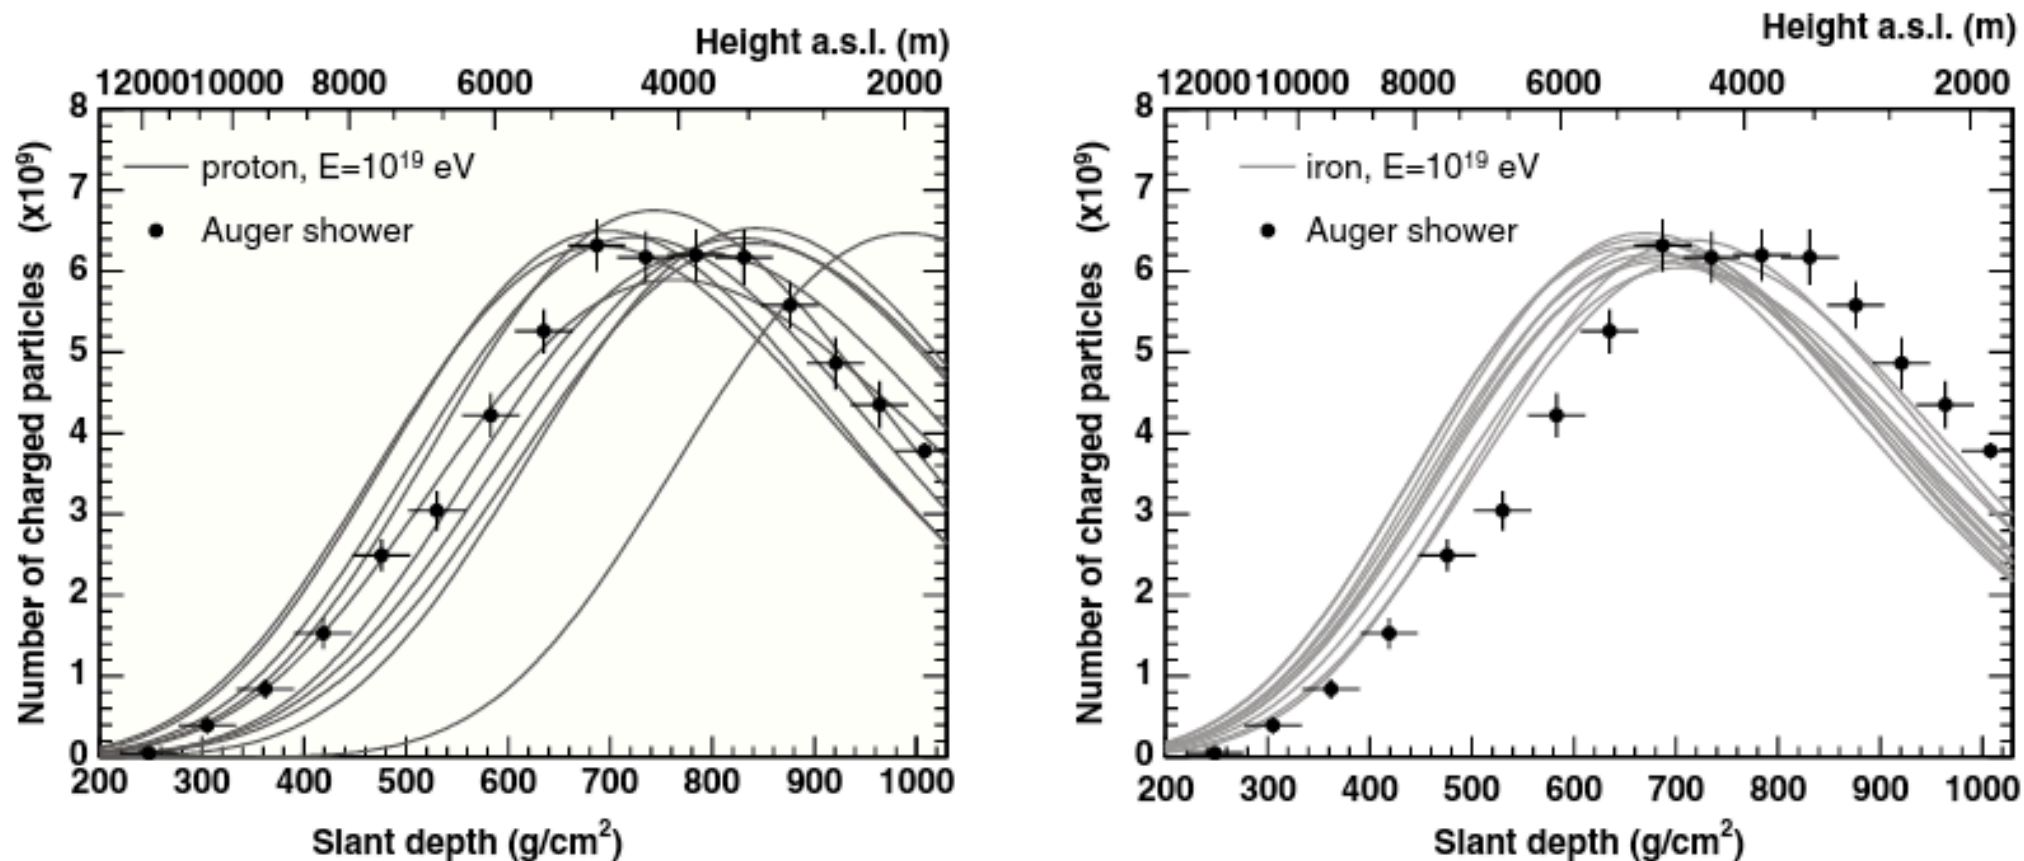 Height a.s.l. (m)
12000 10000 8000 6000 4000 2000
8
7
6
5
4
3
2
1
0
Number of charged particles (x10⁹)
proton, E=10¹⁹ eV
Auger shower
200 300 400 500 600 700 800 900 1000
Slant depth (g/cm²)
Height a.s.l. (m)
12000 10000 8000 6000 4000 2000
8
7
6
5
4
3
2
1
0
Number of charged particles (x10⁹)
iron, E=10¹⁹ eV
Auger shower
200 300 400 500 600 700 800 900 1000
Slant depth (g/cm²)